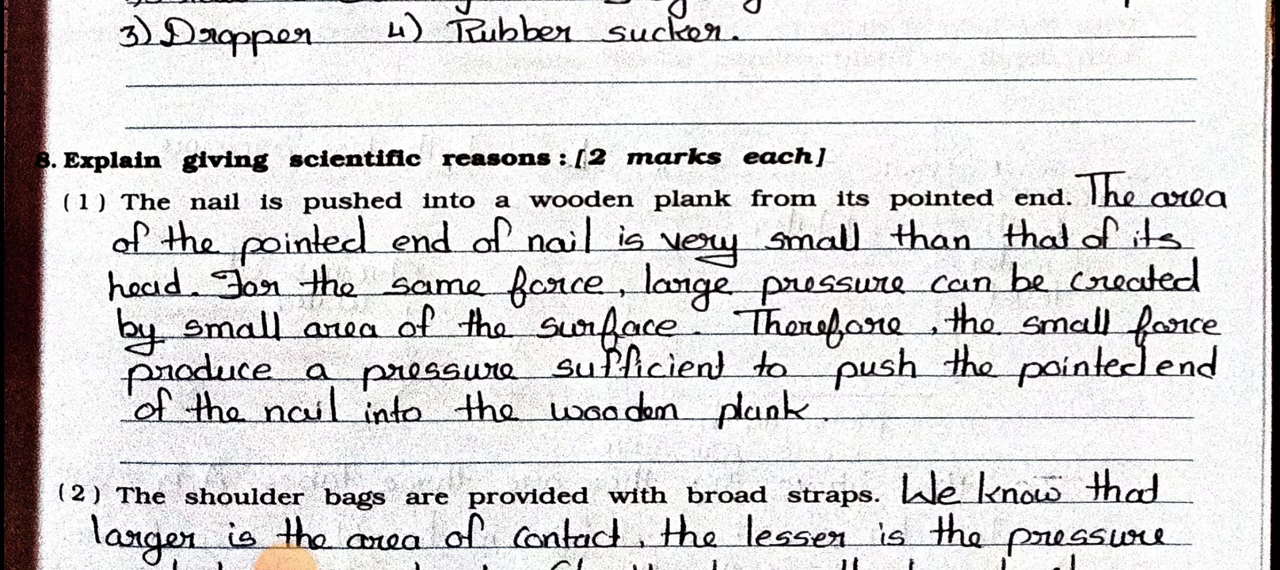 3) Dropper 4) Rubber sucker.
8. Explain giving scientific reasons : [2 marks each]
(1) The nail is pushed into a wooden plank from its pointed end. The area
of the pointed end of nail is very small than that of its
head. For the same force, large pressure can be created
by small area of the surface. Therefore, the small force
produce a pressure sufficient to push the pointed end
of the nail into the wooden plank.
(2) The shoulder bags are provided with broad straps. We know that
larger is the area of contact, the lesser is the pressure